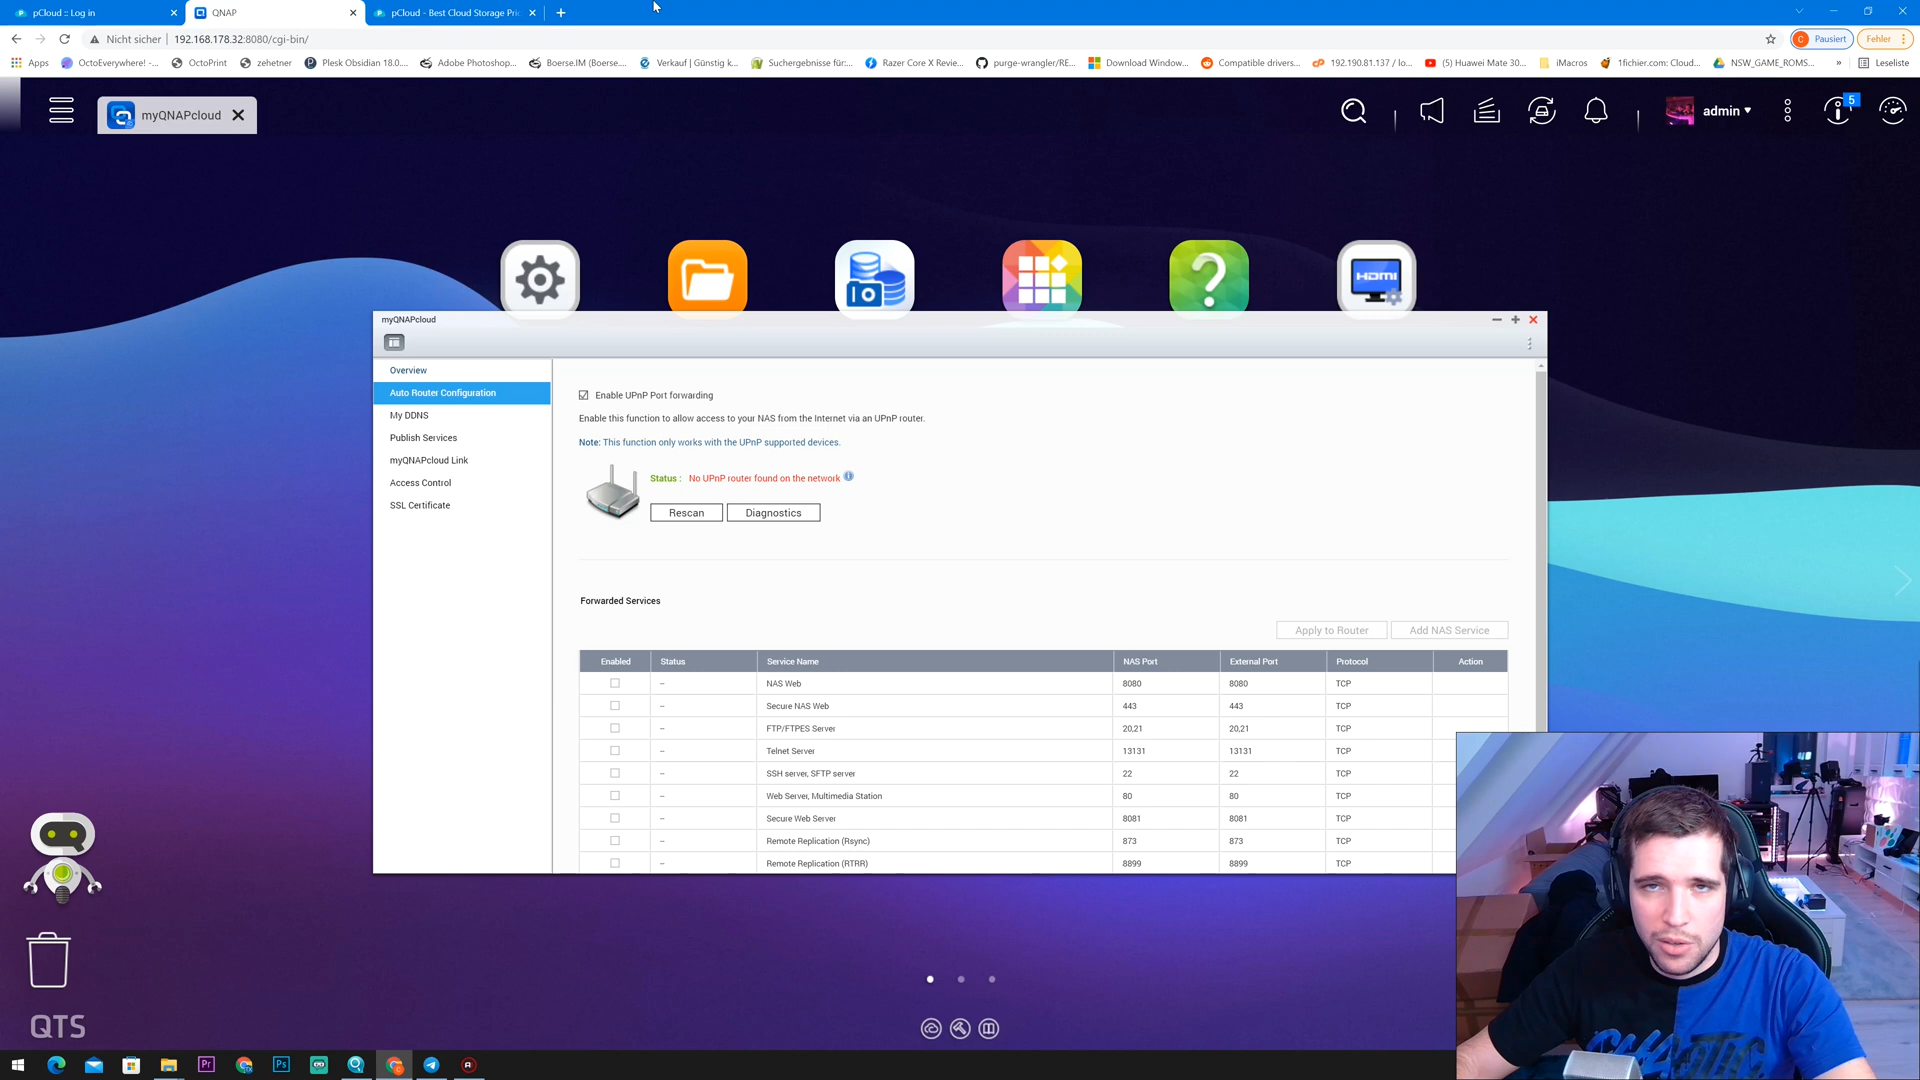 pCloud :: Log in
QNAP
pCloud - Best Cloud Storage Pric
Nicht sicher
192.168.178.32:8080/cgi-bin/
Pausiert
Fehler
Apps
OctoEverywhere! -...
OctoPrint
zehetner
Plesk Obsidian 18.0....
Adobe Photoshop...
Boerse.IM (Boerse....
Verkauf | Günstig k...
Suchergebnisse für:...
Razer Core X Revie...
purge-wrangler/RE...
Download Window...
Compatible drivers...
192.190.81.137 / lo...
(5) Huawei Mate 30...
iMacros
1fichier.com: Cloud...
NSW_GAME_ROMS...
»
Leseliste
myQNAPcloud
admin
5
HDMI
myQNAPcloud
Overview
Auto Router Configuration
My DDNS
Publish Services
myQNAPcloud Link
Access Control
SSL Certificate
Enable UPnP Port forwarding
Enable this function to allow access to your NAS from the Internet via an UPnP router.
Note: This function only works with the UPnP supported devices.
Status : No UPnP router found on the network
Rescan
Diagnostics
Forwarded Services
Apply to Router
Add NAS Service
Enabled Status Service Name NAS Port External Port Protocol Action
-- NAS Web 8080 8080 TCP
-- Secure NAS Web 443 443 TCP
-- FTP/FTPES Server 20,21 20,21 TCP
-- Telnet Server 13131 13131 TCP
-- SSH server, SFTP server 22 22 TCP
-- Web Server, Multimedia Station 80 80 TCP
-- Secure Web Server 8081 8081 TCP
-- Remote Replication (Rsync) 873 873 TCP
-- Remote Replication (RTRR) 8899 8899 TCP
QTS
Pr
Ps